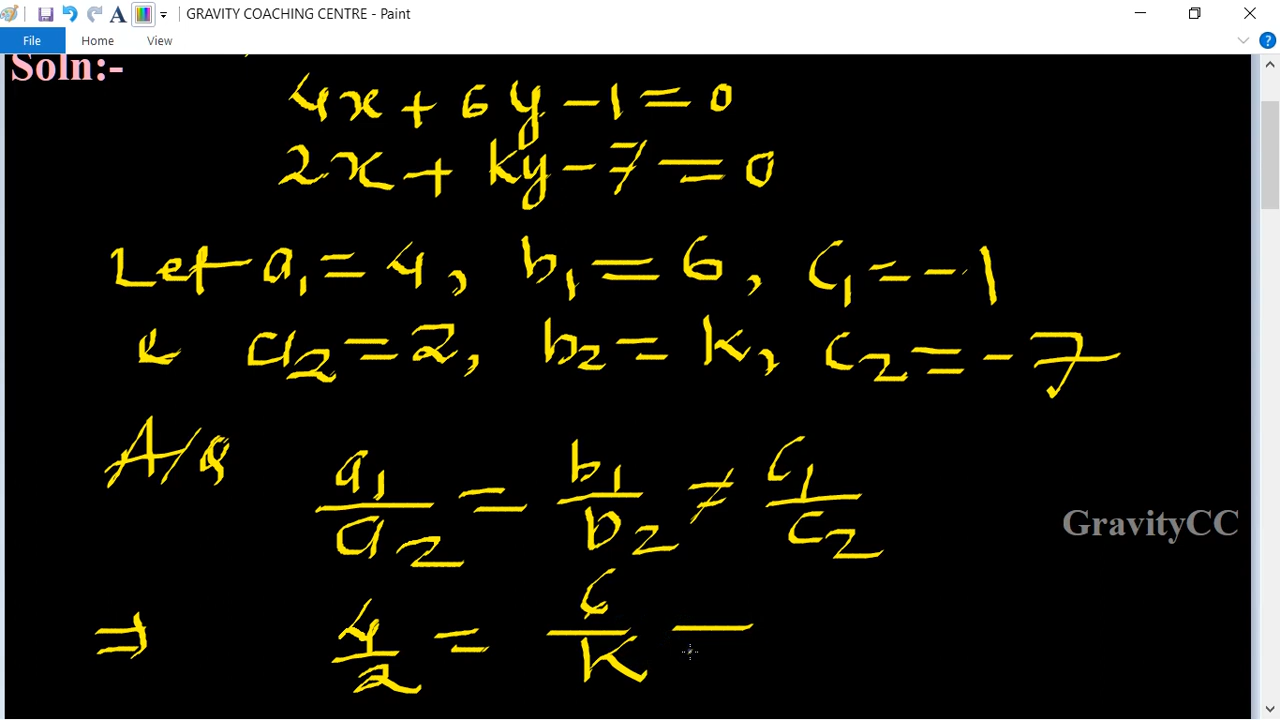 GRAVITY COACHING CENTRE - Paint
File Home View
Soln:-
4x + 6y - 1 = 0
2x + ky - 7 = 0
Let a₁ = 4, b₁ = 6, c₁ = -1
& a₂ = 2, b₂ = k, c₂ = -7
A/Q a₁/a₂ = b₁/b₂ ≠ c₁/c₂
GravityCC
⇒ 4/2 = 6/K —